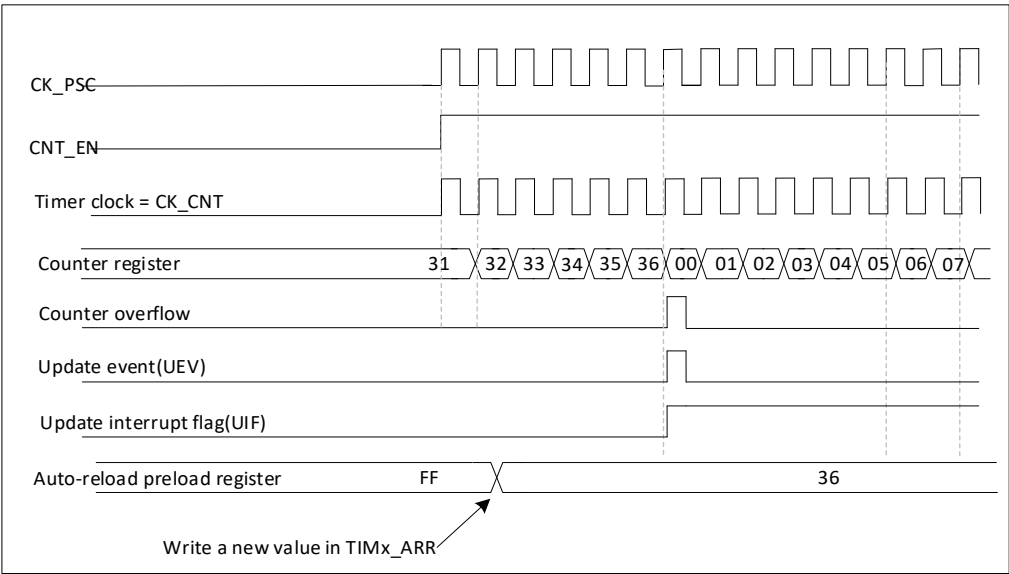 CK_PSC
CNT_EN
Timer clock = CK_CNT
Counter register 31 32 33 34 35 36 00 01 02 03 04 05 06 07
Counter overflow
Update event(UEV)
Update interrupt flag(UIF)
Auto-reload preload register FF 36
Write a new value in TIMx_ARR